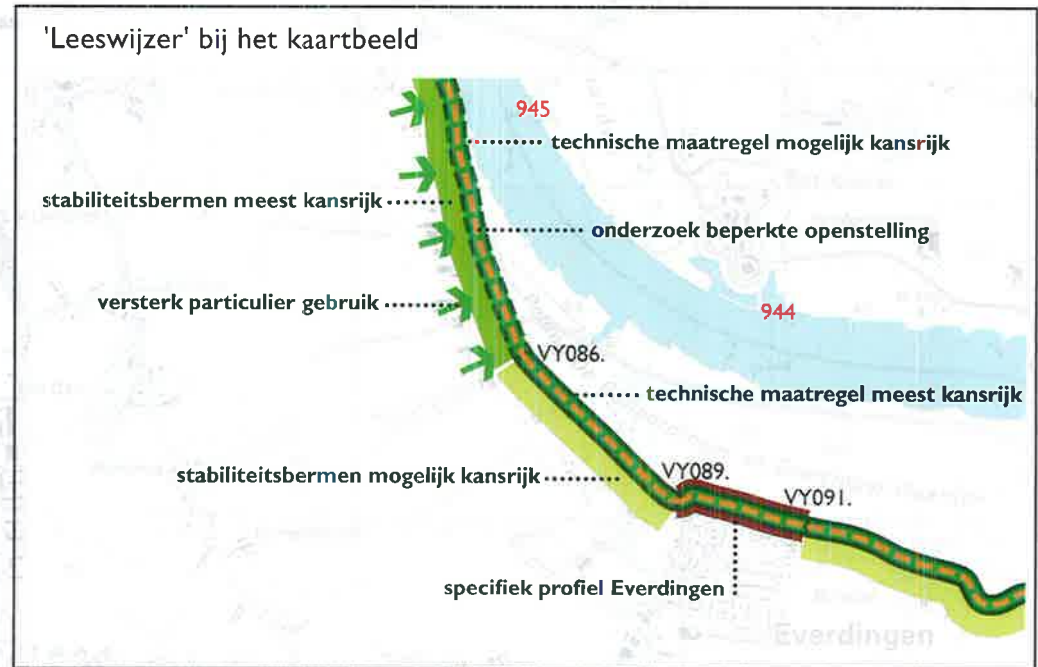 'Leeswijzer' bij het kaartbeeld
945
technische maatregel mogelijk kansrijk
stabiliteitsbermen meest kansrijk
onderzoek beperkte openstelling
versterk particulier gebruik
944
VY086.
technische maatregel meest kansrijk
stabiliteitsbermen mogelijk kansrijk
VY089.
VY091.
specifiek profiel Everdingen
Everdingen